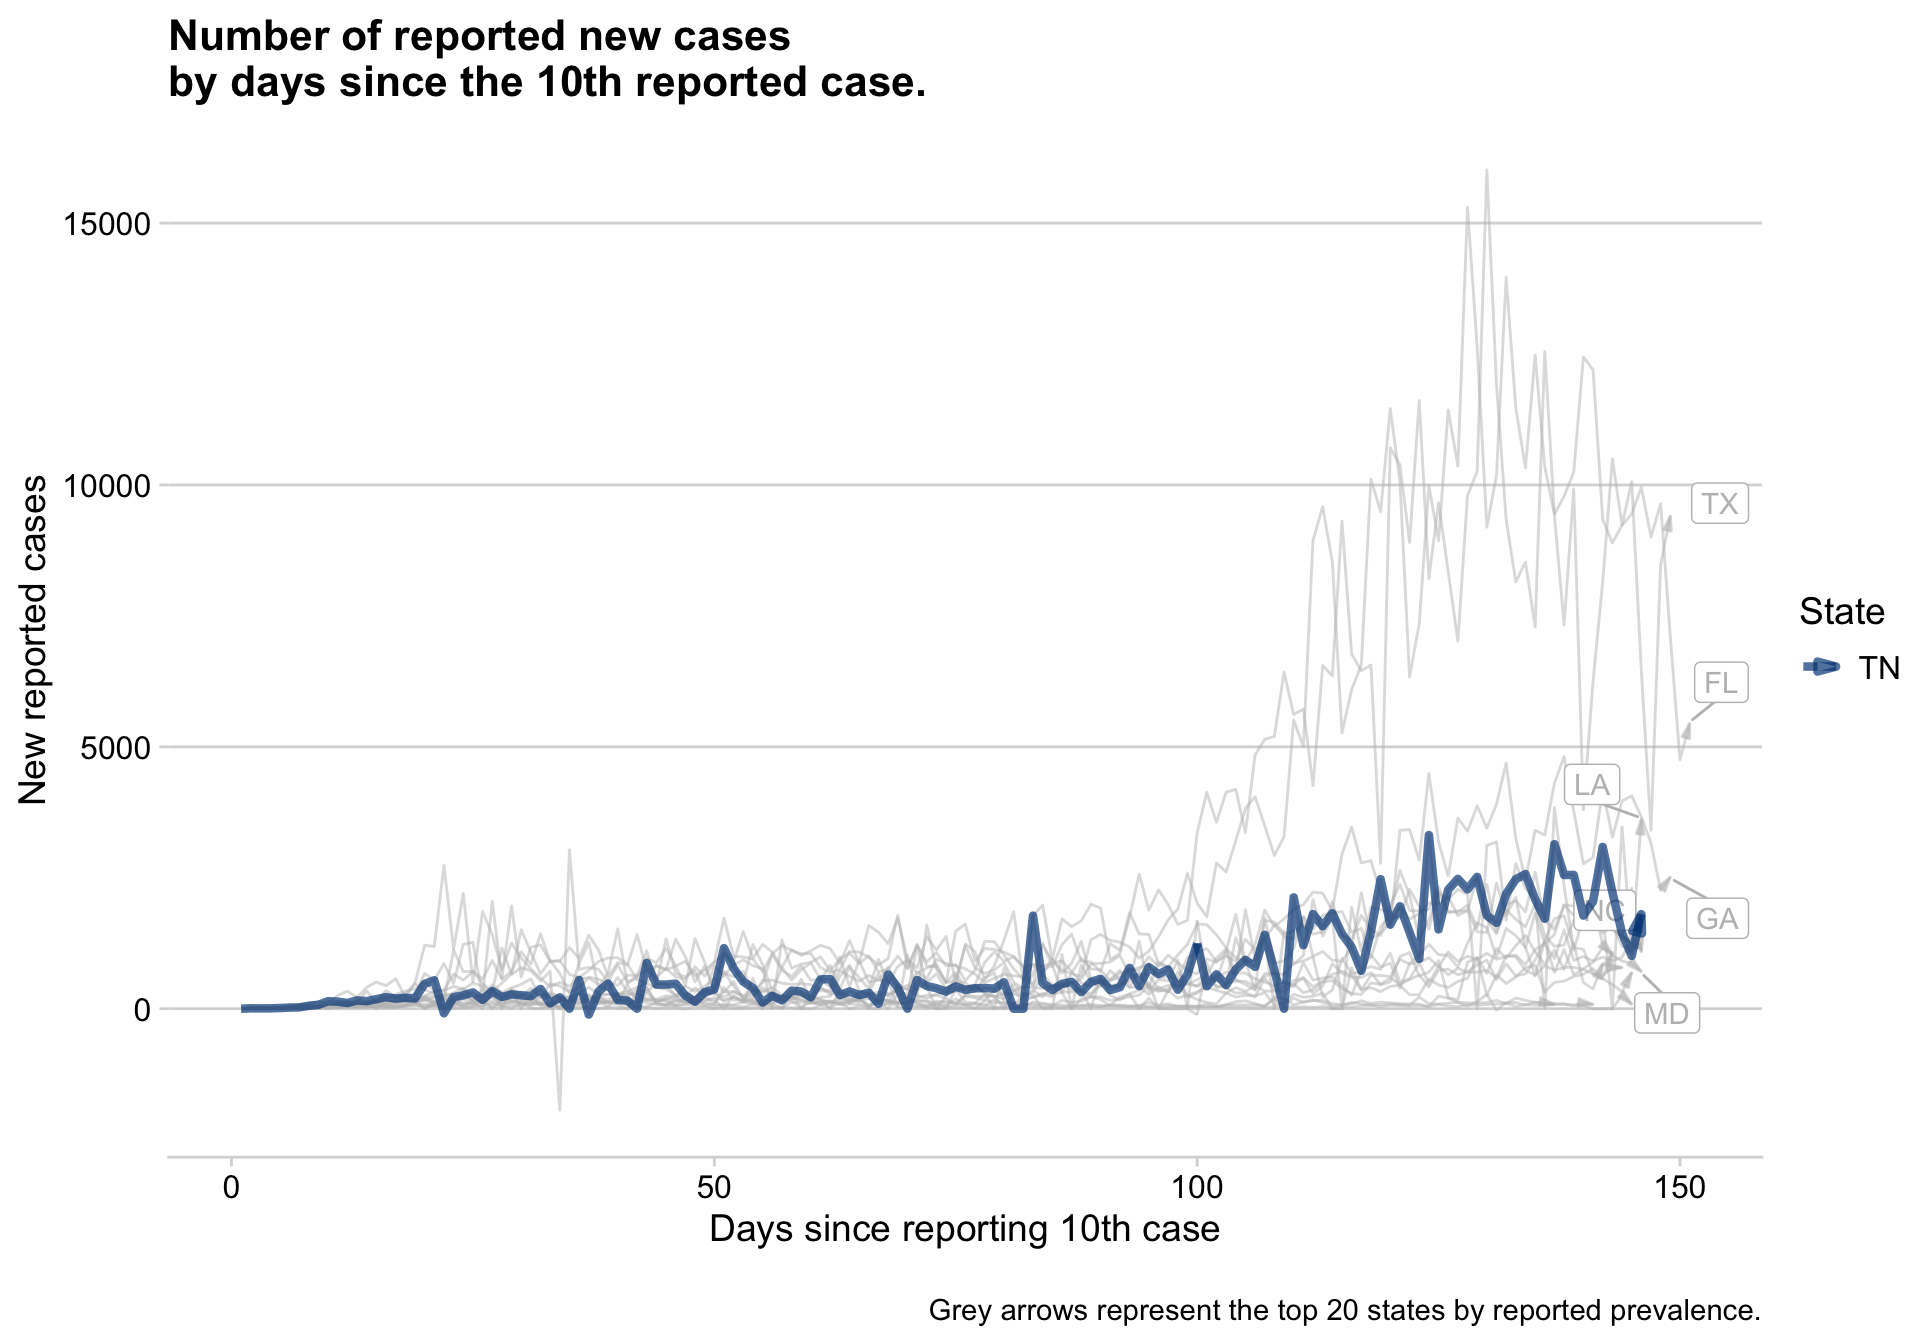 Number of reported new cases
by days since the 10th reported case.
15000
10000
5000
0
New reported cases
TX
FL
LA
NC
GA
MD
State
TN
0
50
100
150
Days since reporting 10th case
Grey arrows represent the top 20 states by reported prevalence.